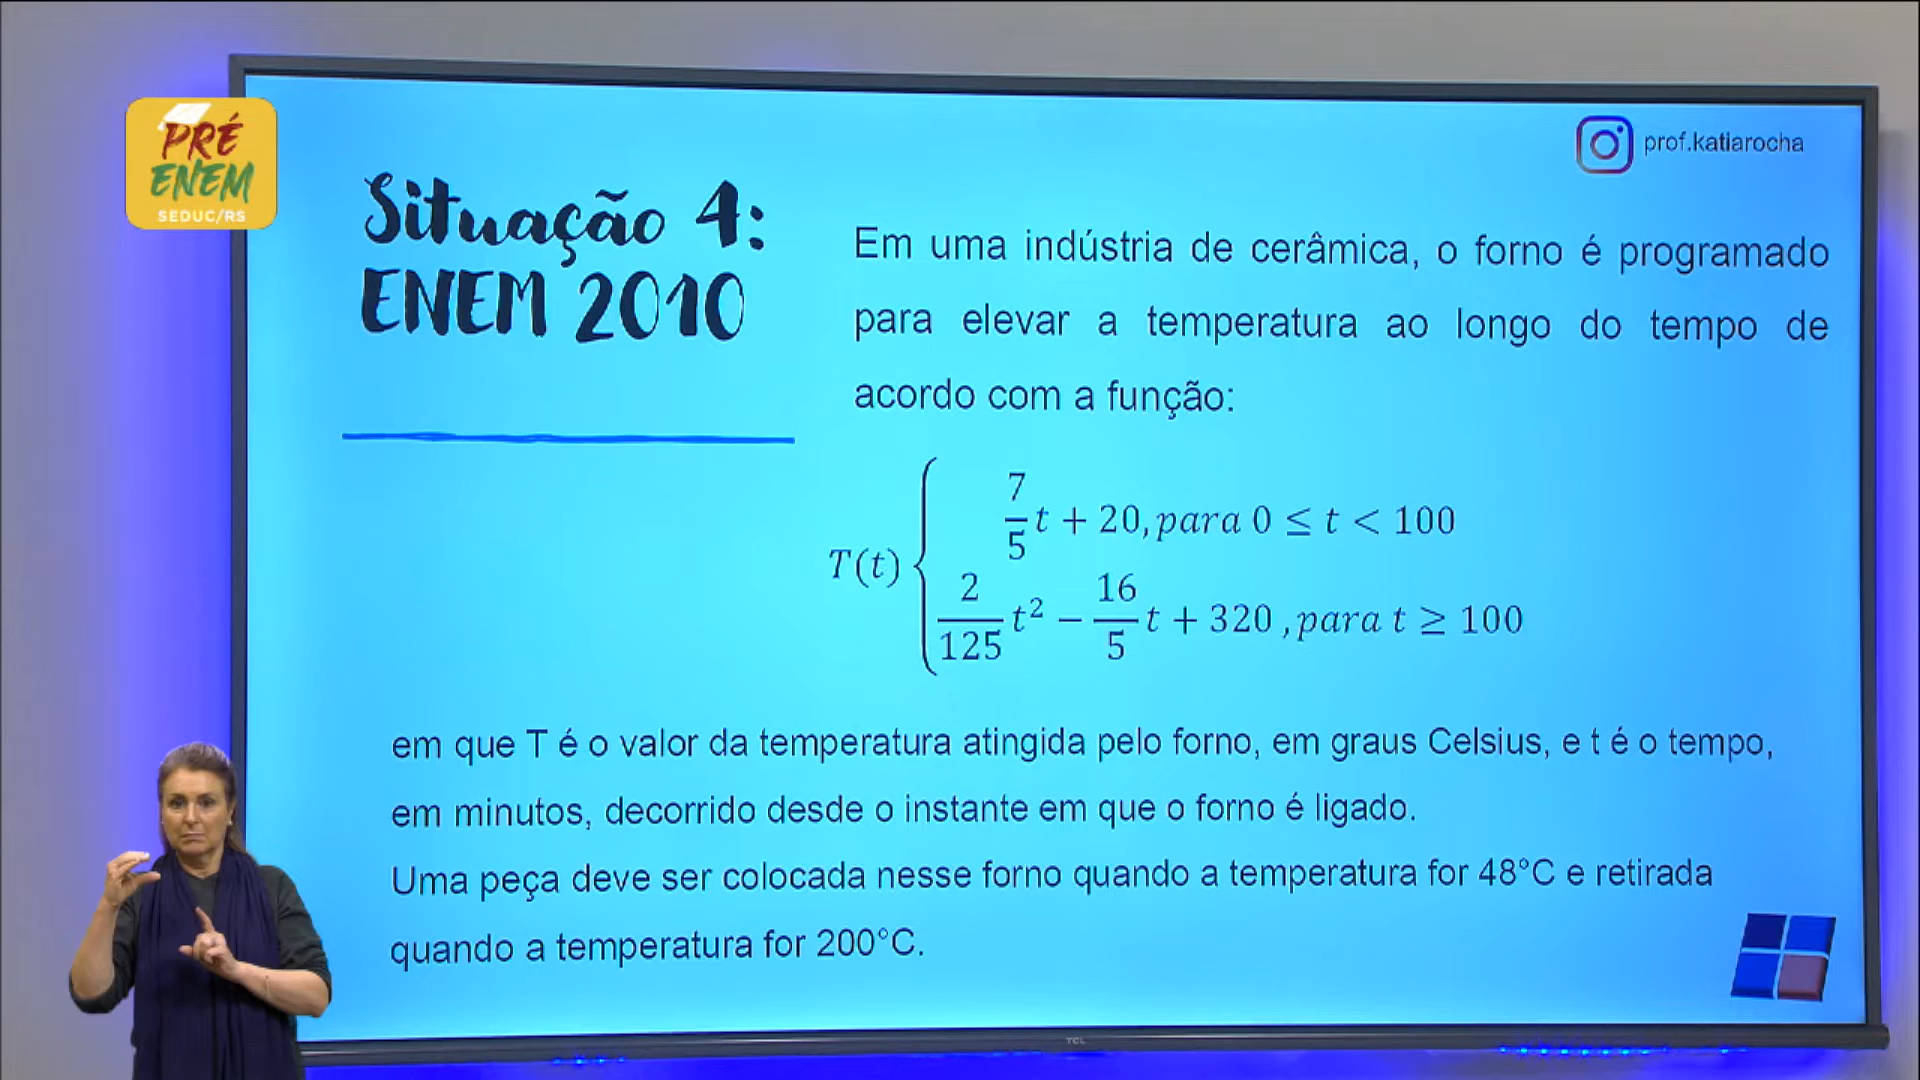 PRÉ
ENEM
SEDUC/RS
prof.katiarocha
Situação 4:
ENEM 2010
Em uma indústria de cerâmica, o forno é programado
para elevar a temperatura ao longo do tempo de
acordo com a função:
T(t) { 7/5 t + 20, para 0 ≤ t < 100
2/125 t² − 16/5 t + 320 , para t ≥ 100
em que T é o valor da temperatura atingida pelo forno, em graus Celsius, e t é o tempo,
em minutos, decorrido desde o instante em que o forno é ligado.
Uma peça deve ser colocada nesse forno quando a temperatura for 48°C e retirada
quando a temperatura for 200°C.
TCL